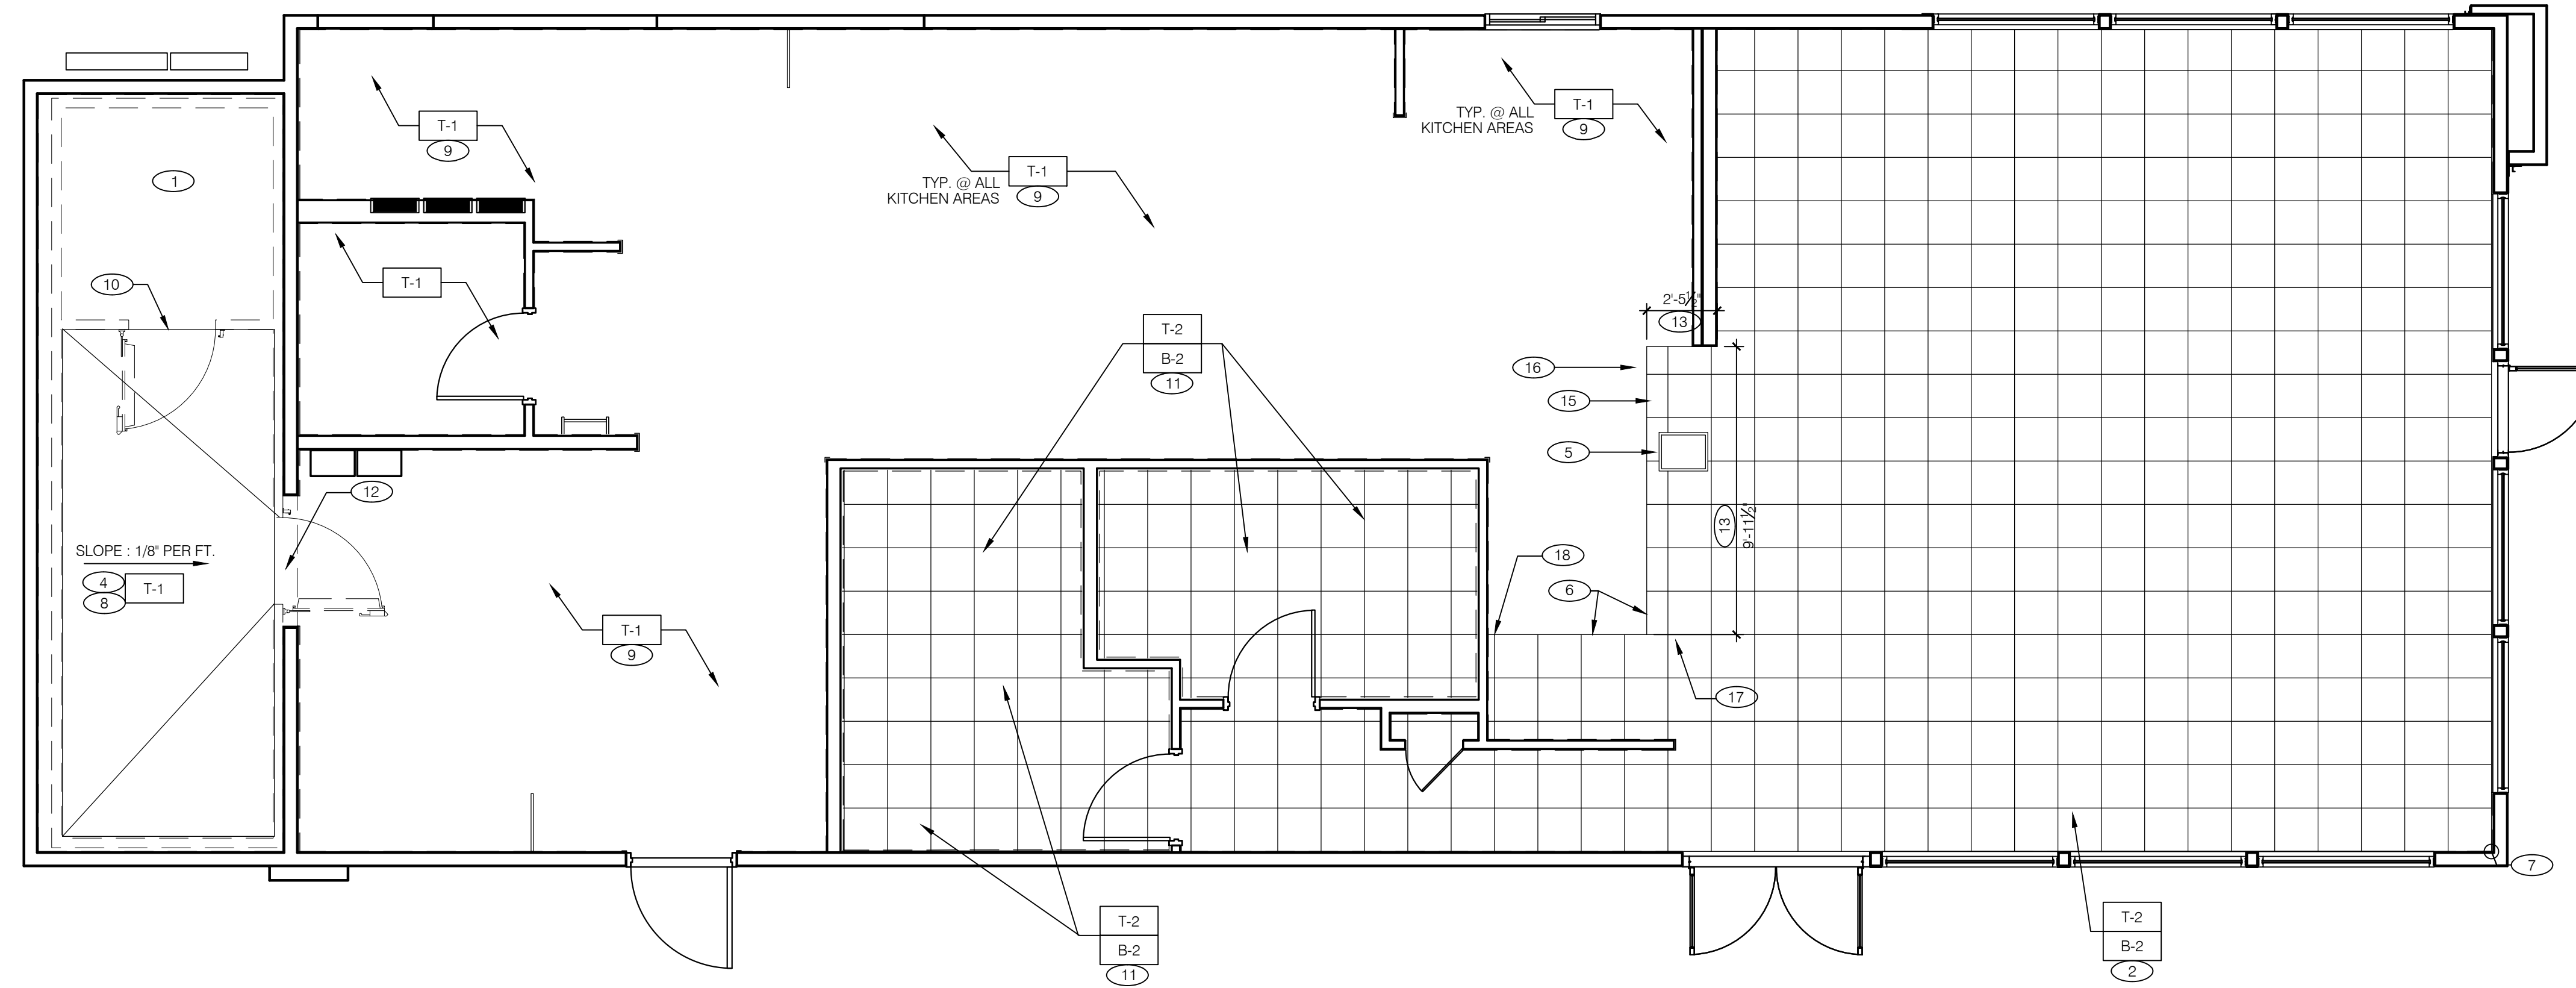 T-1
9
1
TYP. @ ALL
KITCHEN AREAS
T-1
9
TYP. @ ALL
KITCHEN AREAS
T-1
9
10
T-1
2'-5½"
13
T-2
B-2
11
16
15
5
12
13
9'-11½"
SLOPE : 1/8" PER FT.
4
8
T-1
18
6
T-1
9
17
7
T-2
B-2
11
T-2
B-2
2